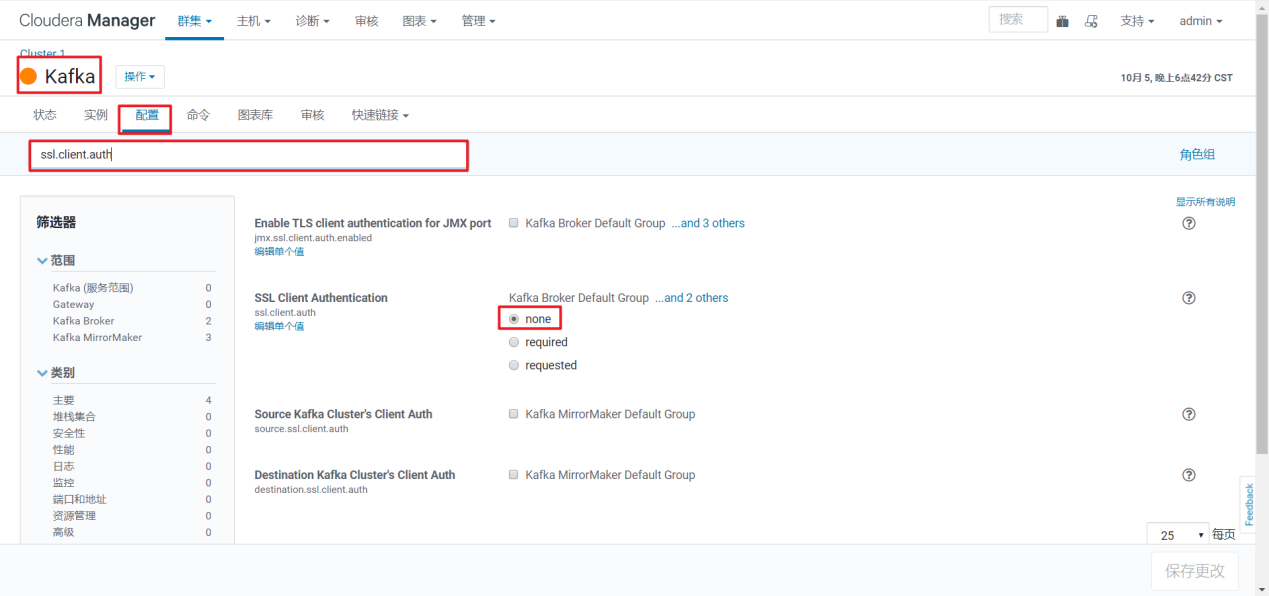 Cloudera Manager 群集 主机 诊断 审核 图表 管理 搜索 支持 admin
Cluster 1
Kafka 操作 10月 5, 晚上6点42分 CST
状态 实例 配置 命令 图表库 审核 快速链接
ssl.client.auth 角色组
显示所有说明
筛选器
范围
Kafka (服务范围) 0
Gateway 0
Kafka Broker 2
Kafka MirrorMaker 3
类别
主要 4
堆栈集合 0
安全性 0
性能 0
日志 0
监控 0
端口和地址 0
资源管理 0
高级 0
Enable TLS client authentication for JMX port Kafka Broker Default Group ...and 3 others
jmx.ssl.client.auth.enabled
编辑单个值
SSL Client Authentication Kafka Broker Default Group ...and 2 others
ssl.client.auth
编辑单个值
none
required
requested
Source Kafka Cluster's Client Auth Kafka MirrorMaker Default Group
source.ssl.client.auth
Destination Kafka Cluster's Client Auth Kafka MirrorMaker Default Group
destination.ssl.client.auth
Feedback
25 每页
保存更改